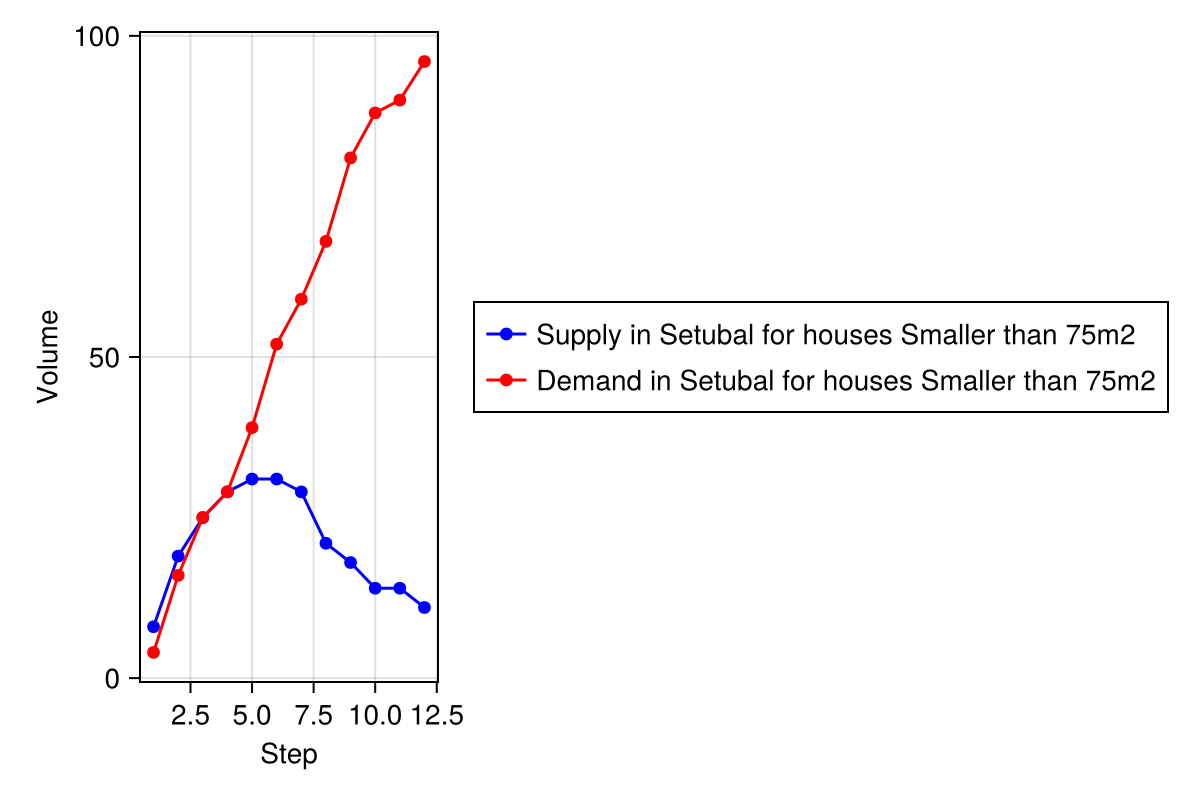 100
50
0
Volume
2.5 5.0 7.5 10.0 12.5
Step
Supply in Setubal for houses Smaller than 75m2
Demand in Setubal for houses Smaller than 75m2